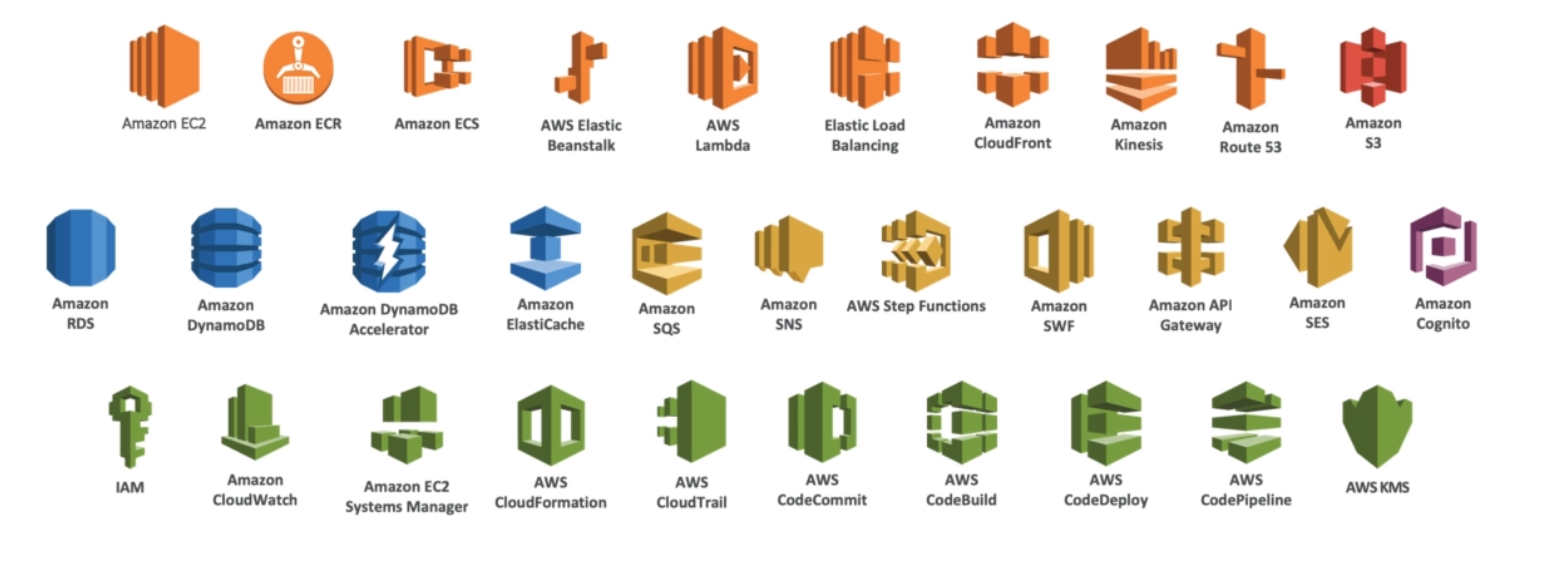 Amazon EC2
Amazon ECR
Amazon ECS
AWS Elastic
Beanstalk
AWS
Lambda
Elastic Load
Balancing
Amazon
CloudFront
Amazon
Kinesis
Amazon
Route 53
Amazon
S3
Amazon
RDS
Amazon
DynamoDB
Amazon DynamoDB
Accelerator
Amazon
ElastiCache
Amazon
SQS
Amazon
SNS
AWS Step Functions
Amazon
SWF
Amazon API
Gateway
Amazon
SES
Amazon
Cognito
IAM
Amazon
CloudWatch
Amazon EC2
Systems Manager
AWS
CloudFormation
AWS
CloudTrail
AWS
CodeCommit
AWS
CodeBuild
AWS
CodeDeploy
AWS
CodePipeline
AWS KMS